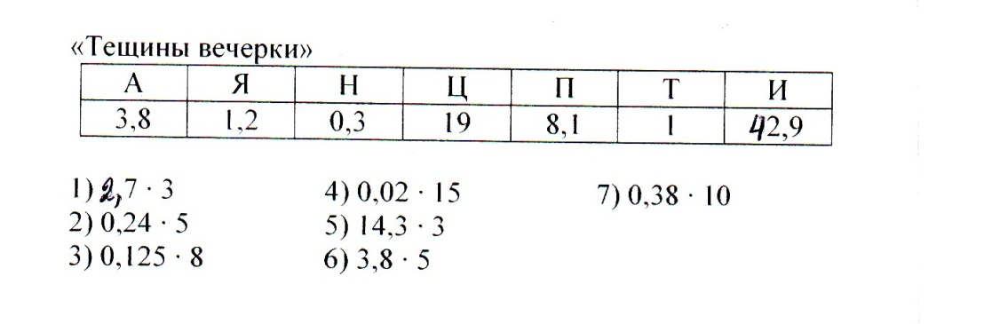 «Тещины вечерки»
А Я Н Ц П Т И
3,8 1,2 0,3 19 8,1 1 42,9
1) 2,7 · 3 4) 0,02 · 15 7) 0,38 · 10
2) 0,24 · 5 5) 14,3 · 3
3) 0,125 · 8 6) 3,8 · 5